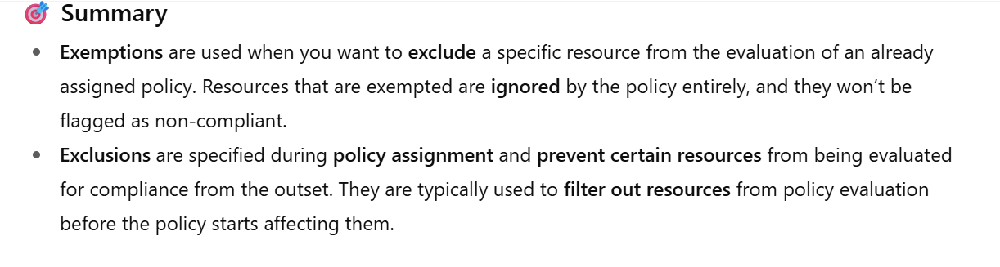 🎯 Summary
• Exemptions are used when you want to exclude a specific resource from the evaluation of an already
assigned policy. Resources that are exempted are ignored by the policy entirely, and they won’t be
flagged as non-compliant.
• Exclusions are specified during policy assignment and prevent certain resources from being evaluated
for compliance from the outset. They are typically used to filter out resources from policy evaluation
before the policy starts affecting them.